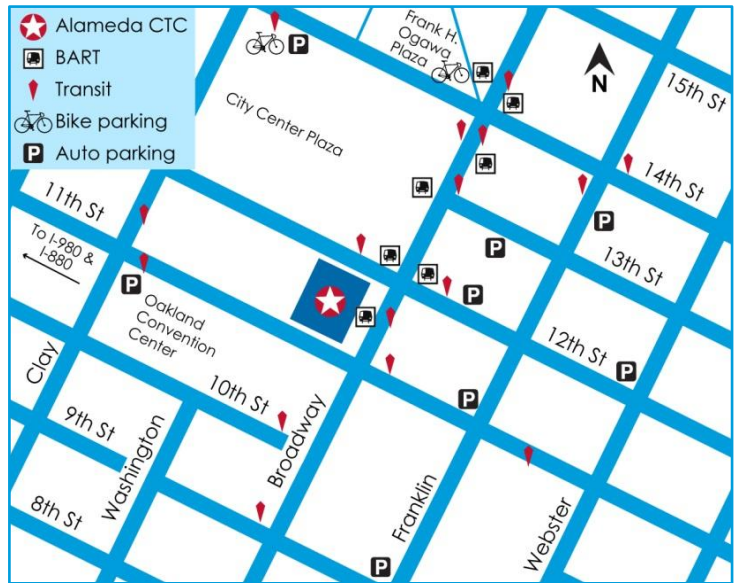 Alameda CTC
BART
Transit
Bike parking
P Auto parking
P
Frank H.
Ogawa
Plaza
N
15th St
City Center Plaza
14th St
11th St
P
13th St
To I-980 &
I-880
P
P
P
Oakland
Convention
Center
12th St
P
Clay
10th St
P
9th St
Washington
Broadway
8th St
Franklin
Webster
P